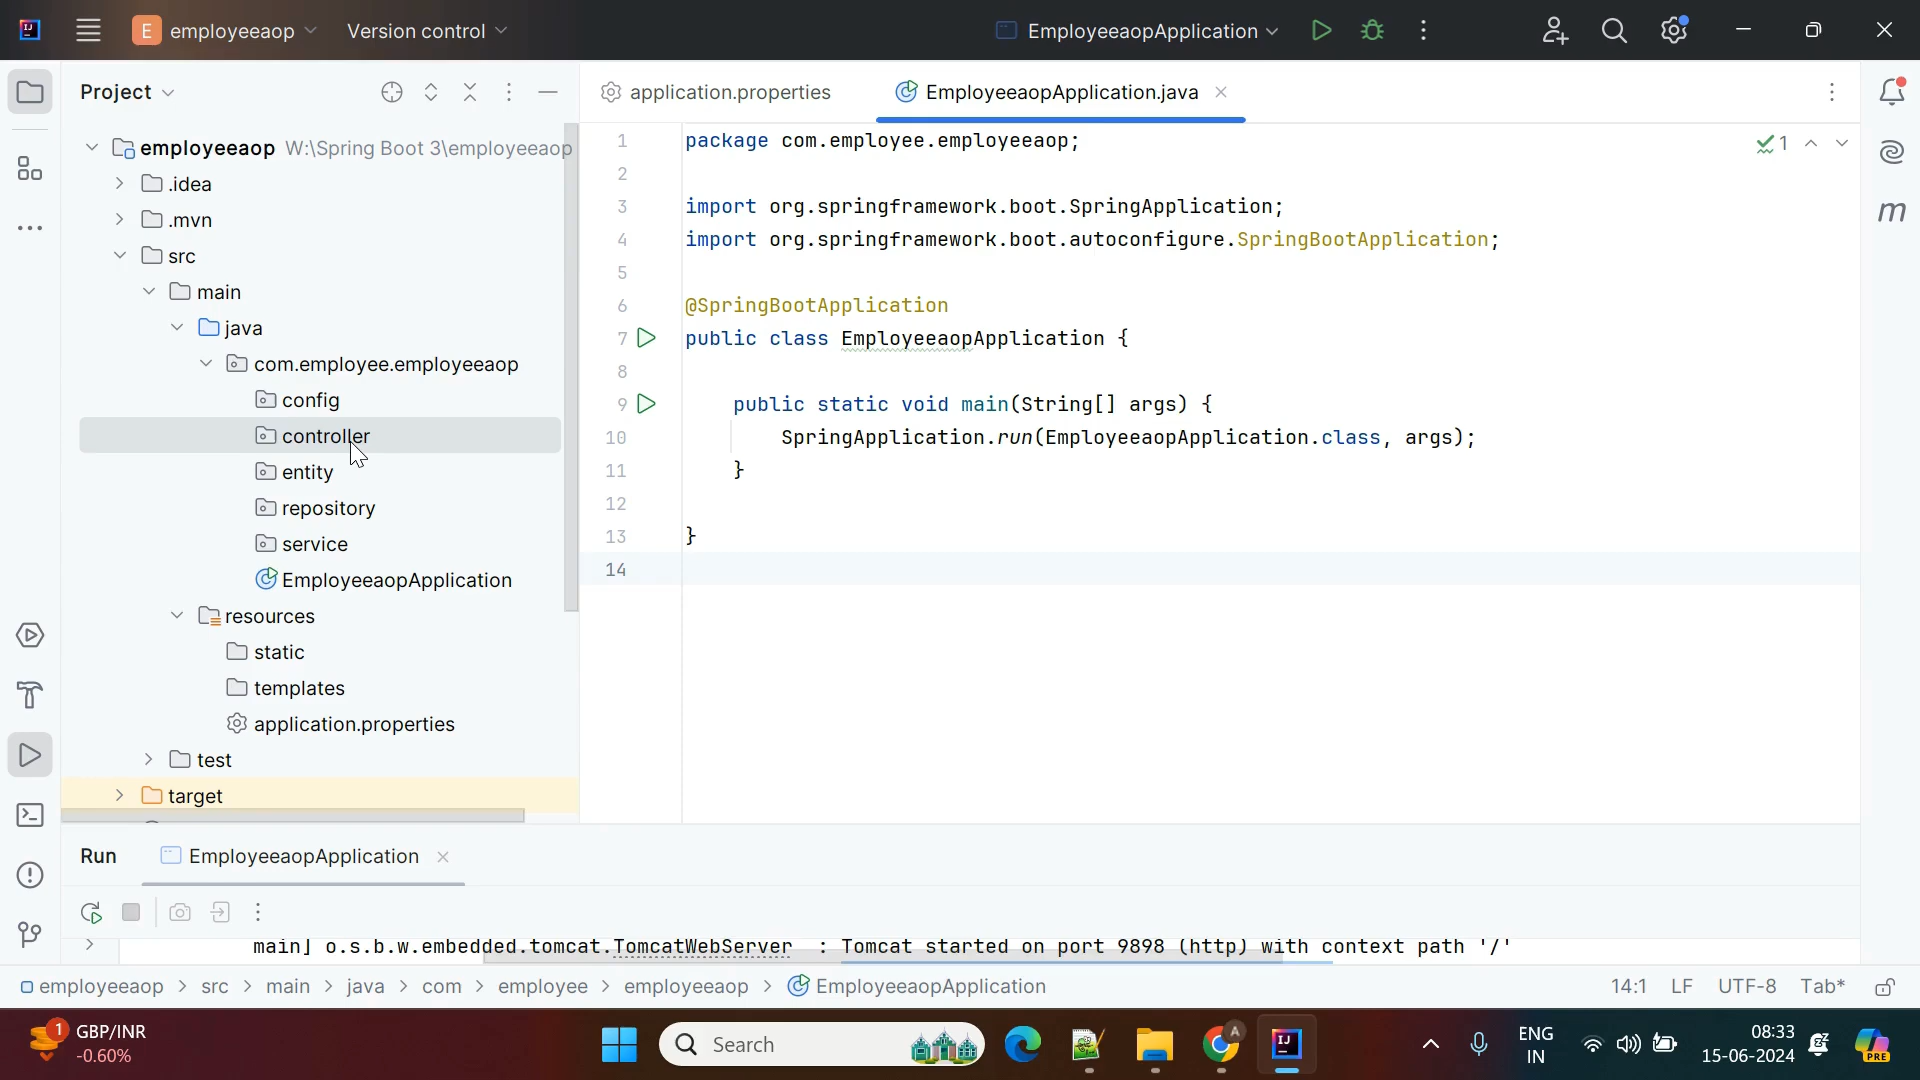 E employeeaop Version control EmployeeaopApplication
Project
application.properties EmployeeaopApplication.java
employeeaop W:\Spring Boot 3\employeeaop
.idea
.mvn
src
main
java
com.employee.employeeaop
config
controller
entity
repository
service
EmployeeaopApplication
resources
static
templates
application.properties
test
target
1 package com.employee.employeeaop;
2
3 import org.springframework.boot.SpringApplication;
4 import org.springframework.boot.autoconfigure.SpringBootApplication;
5
6 @SpringBootApplication
7 public class EmployeeaopApplication {
8
9 public static void main(String[] args) {
10 SpringApplication.run(EmployeeaopApplication.class, args);
11 }
12
13 }
14
1
m
Run EmployeeaopApplication
main] o.s.b.w.embedded.tomcat.TomcatWebServer : Tomcat started on port 9898 (http) with context path '/'
employeeaop > src > main > java > com > employee > employeeaop > EmployeeaopApplication 14:1 LF UTF-8 Tab*
1 GBP/INR
-0.60%
Search
A
IJ
ENG
IN
08:33
15-06-2024
PRE